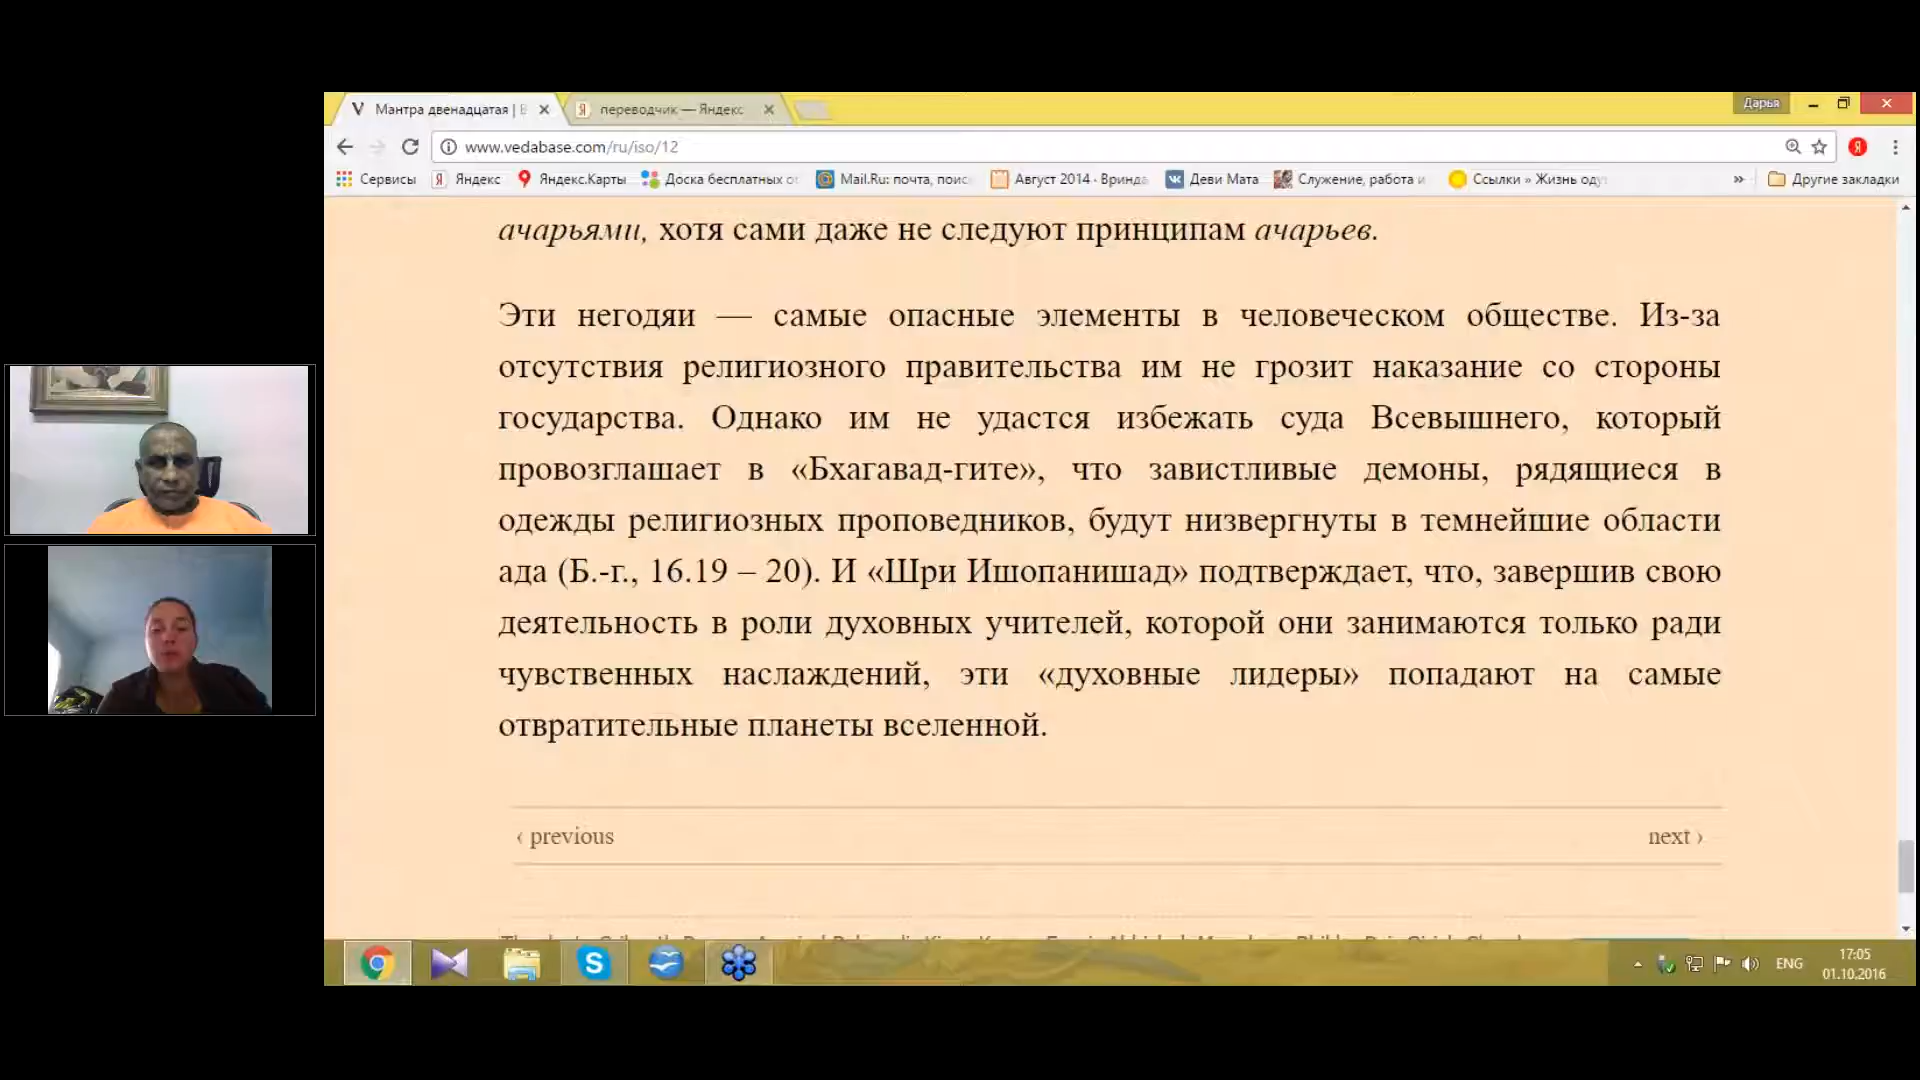 Мантра двенадцатая | В
переводчик — Яндекс
Дарья
www.vedabase.com/ru/iso/12
Сервисы
Яндекс
Яндекс.Карты
Доска бесплатных о
Mail.Ru: почта, поис
Август 2014 - Вринда
Деви Мата
Служение, работа и
Ссылки » Жизнь оду
»
Другие закладки
ачарьями, хотя сами даже не следуют принципам ачарьев.
Эти негодяи — самые опасные элементы в человеческом обществе. Из-за
отсутствия религиозного правительства им не грозит наказание со стороны
государства. Однако им не удастся избежать суда Всевышнего, который
провозглашает в «Бхагавад-гите», что завистливые демоны, рядящиеся в
одежды религиозных проповедников, будут низвергнуты в темнейшие области
ада (Б.-г., 16.19 – 20). И «Шри Ишопанишад» подтверждает, что, завершив свою
деятельность в роли духовных учителей, которой они занимаются только ради
чувственных наслаждений, эти «духовные лидеры» попадают на самые
отвратительные планеты вселенной.
‹ previous
next ›
ENG
17:05
01.10.2016